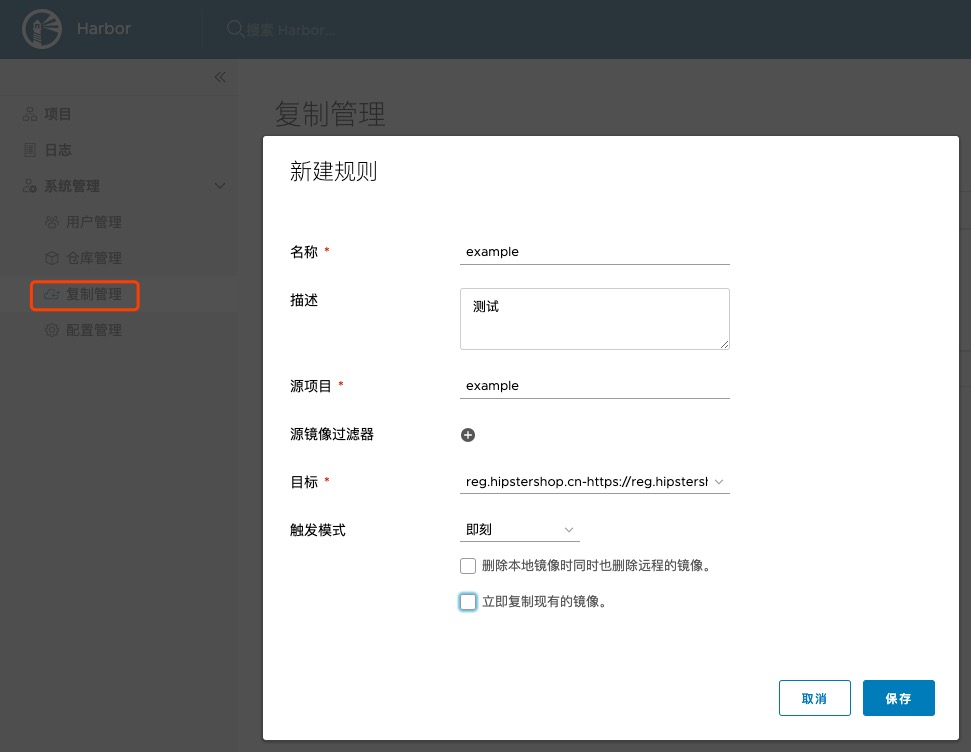 Harbor
搜索 Harbor...
项目
日志
系统管理
用户管理
仓库管理
复制管理
配置管理
复制管理
新建规则
名称 *
example
描述
测试
源项目 *
example
源镜像过滤器
目标 *
reg.hipstershop.cn-https://reg.hipstersh
触发模式
即刻
删除本地镜像时同时也删除远程的镜像。
立即复制现有的镜像。
取消
保存